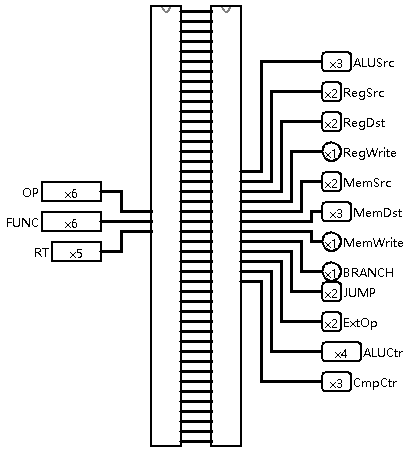 x3 ALUSrc
x2 RegSrc
x2 RegDst
x1 RegWrite
x2 MemSrc
OP x6
x3 MemDst
FUNC x6
x1 MemWrite
RT x5
x1 BRANCH
x2 JUMP
x2 ExtOp
x4 ALUCtr
x3 CmpCtr